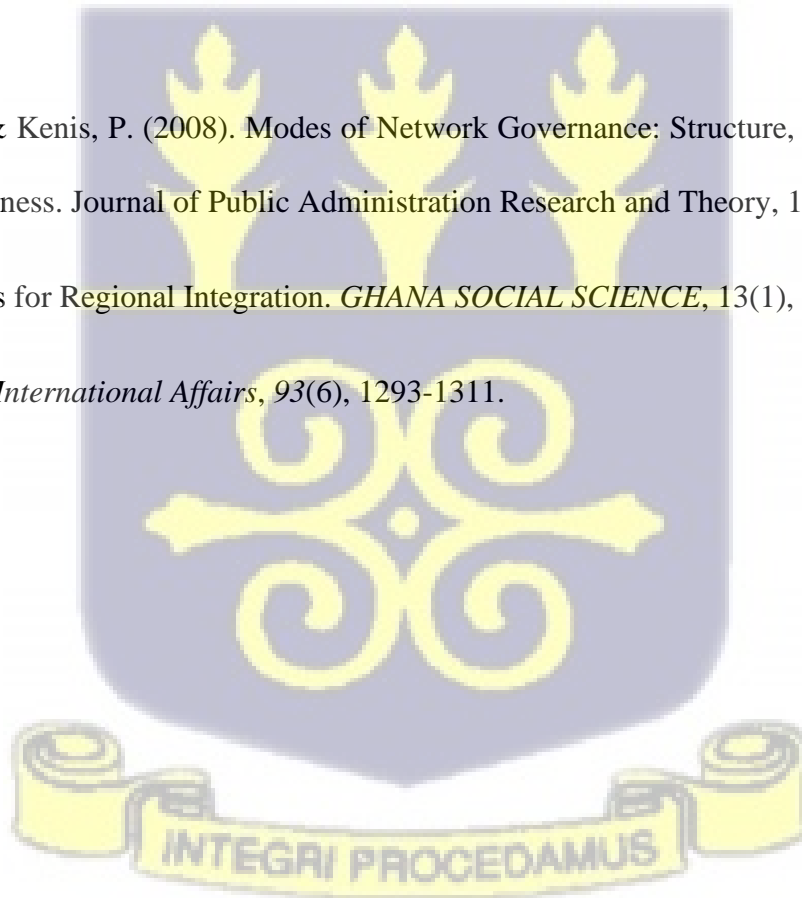 & Kenis, P. (2008). Modes of Network Governance: Structure,
ness. Journal of Public Administration Research and Theory, 1
s for Regional Integration. GHANA SOCIAL SCIENCE, 13(1),
International Affairs, 93(6), 1293-1311.
INTEGRI PROCEDAMUS